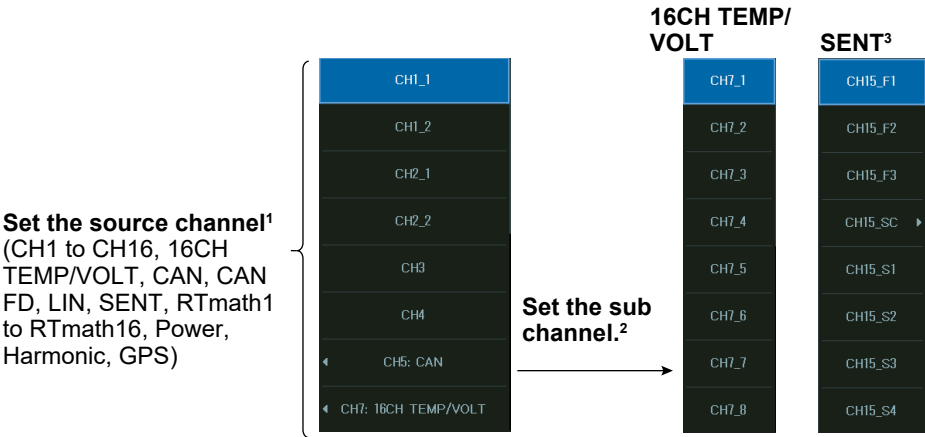 16CH TEMP/
VOLT
SENT³
Set the source channel¹
(CH1 to CH16, 16CH
TEMP/VOLT, CAN, CAN
FD, LIN, SENT, RTmath1
to RTmath16, Power,
Harmonic, GPS)
CH1_1
CH1_2
CH2_1
CH2_2
CH3
CH4
CH5: CAN
CH7: 16CH TEMP/VOLT
Set the sub
channel.²
CH7_1
CH7_2
CH7_3
CH7_4
CH7_5
CH7_6
CH7_7
CH7_8
CH15_F1
CH15_F2
CH15_F3
CH15_SC
CH15_S1
CH15_S2
CH15_S3
CH15_S4